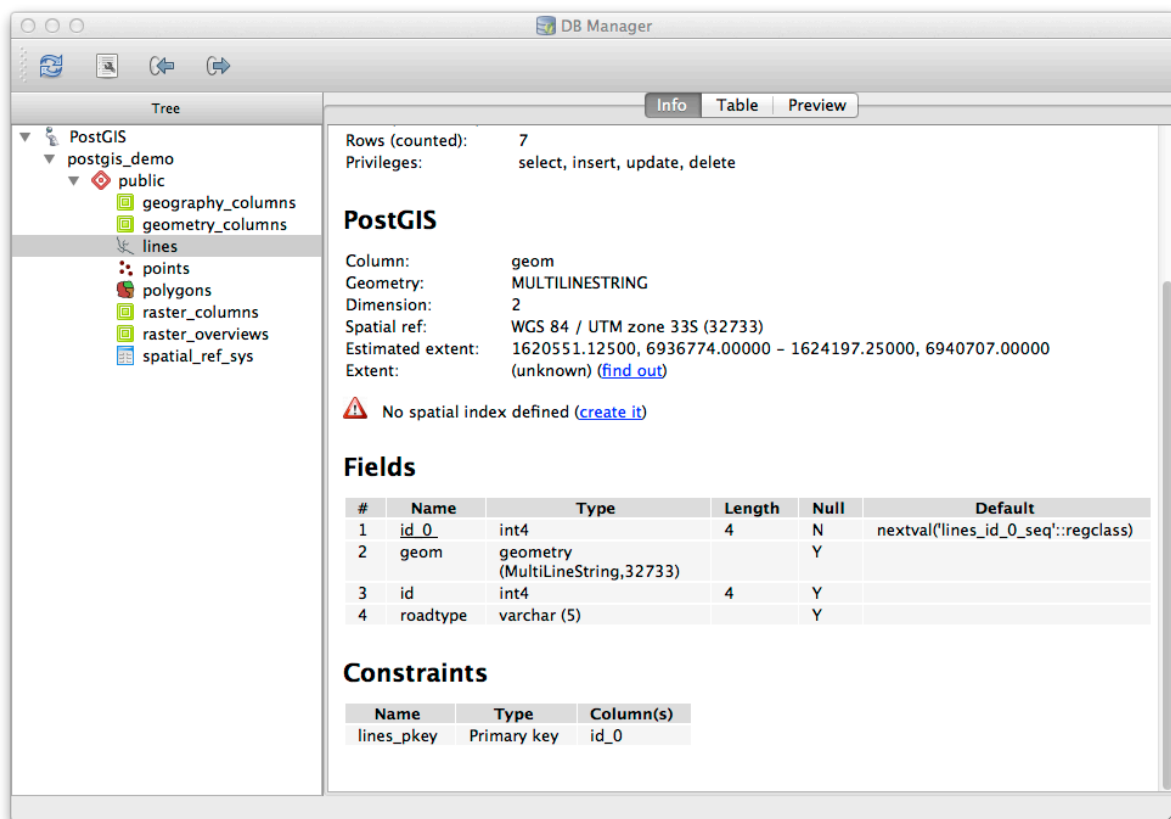 DB Manager
Tree
Info Table Preview
PostGIS
postgis_demo
public
geography_columns
geometry_columns
lines
points
polygons
raster_columns
raster_overviews
spatial_ref_sys
Rows (counted): 7
Privileges: select, insert, update, delete
PostGIS
Column: geom
Geometry: MULTILINESTRING
Dimension: 2
Spatial ref: WGS 84 / UTM zone 33S (32733)
Estimated extent: 1620551.12500, 6936774.00000 - 1624197.25000, 6940707.00000
Extent: (unknown) (find out)
No spatial index defined (create it)
Fields
# Name Type Length Null Default
1 id_0 int4 4 N nextval('lines_id_0_seq'::regclass)
2 geom geometry Y
(MultiLineString,32733)
3 id int4 4 Y
4 roadtype varchar (5) Y
Constraints
Name Type Column(s)
lines_pkey Primary key id_0